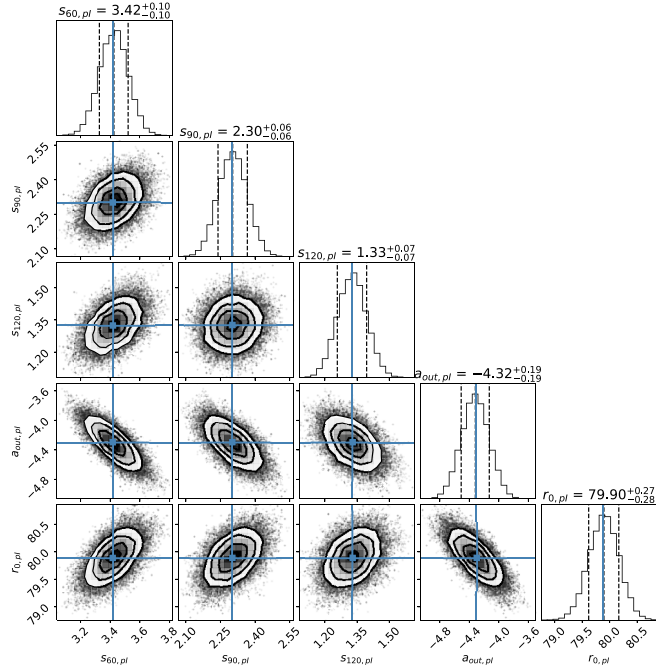 s_{60,pl} = 3.42^{+0.10}_{−0.10}
s_{90,pl} = 2.30^{+0.06}_{−0.06}
2.55
2.40
2.25
2.10
s_{90,pl}
s_{120,pl} = 1.33^{+0.07}_{−0.07}
1.50
1.35
1.20
s_{120,pl}
a_{out,pl} = −4.32^{+0.19}_{−0.19}
−3.6
−4.0
−4.4
−4.8
a_{out,pl}
r_{0,pl} = 79.90^{+0.27}_{−0.28}
80.5
80.0
79.5
79.0
r_{0,pl}
3.2 3.4 3.6 3.8 2.10 2.25 2.40 2.55 1.20 1.35 1.50 −4.8 −4.4 −4.0 −3.6 79.0 79.5 80.0 80.5
s_{60,pl} s_{90,pl} s_{120,pl} a_{out,pl} r_{0,pl}